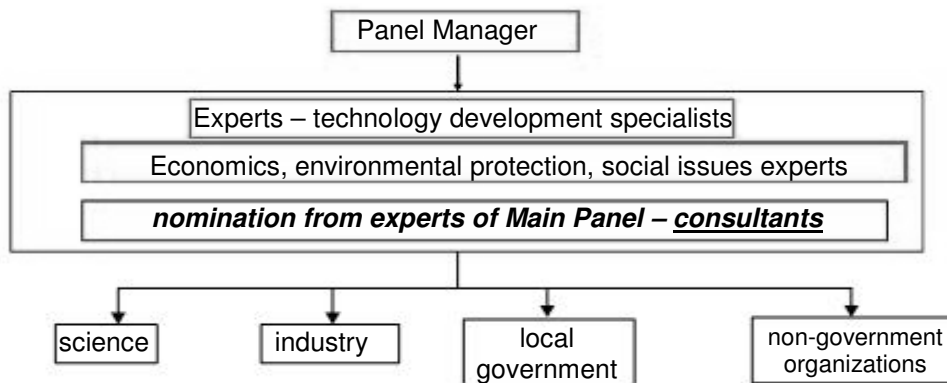 Panel Manager
Experts – technology development specialists
Economics, environmental protection, social issues experts
nomination from experts of Main Panel – consultants
science
industry
local
government
non-government
organizations